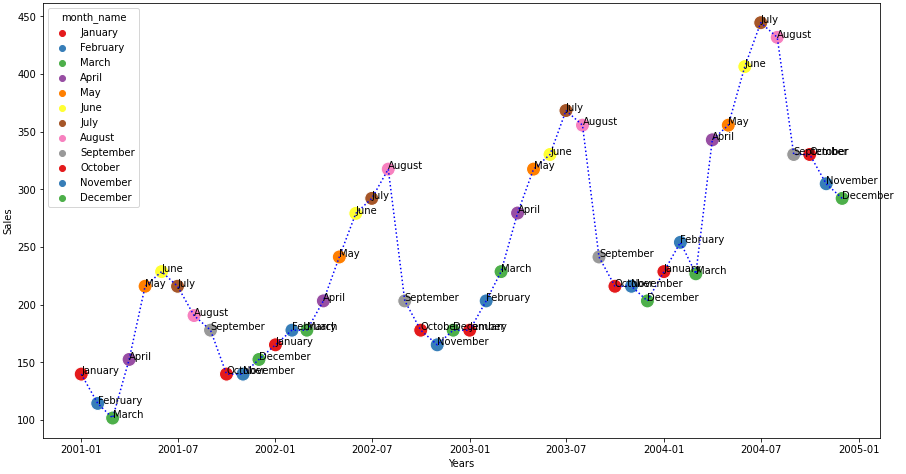 month_name
January
February
March
April
May
June
July
August
September
October
November
December
450
400
350
300
250
200
150
100
Sales
January
February
March
April
May
June
July
August
September
October
November
December
January
February
March
April
May
June
July
August
September
October
November
December
January
February
March
April
May
June
July
August
September
October
November
December
January
February
March
April
May
June
July
August
September
October
November
December
2001-01 2001-07 2002-01 2002-07 2003-01 2003-07 2004-01 2004-07 2005-01
Years